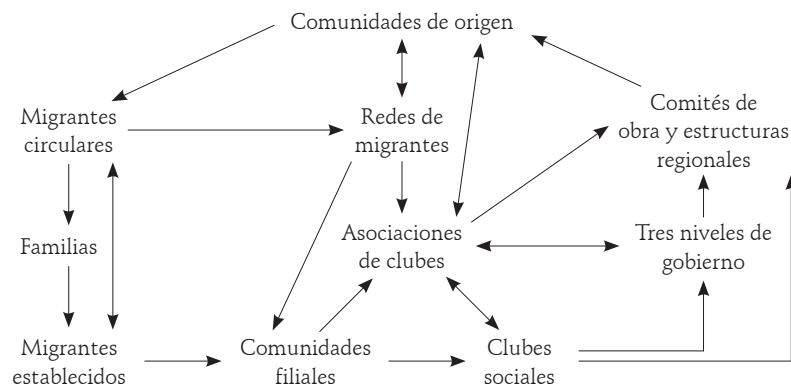 Comunidades de origen
Migrantes
circulares
Redes de
migrantes
Comités de
obra y estructuras
regionales
Familias
Asociaciones
de clubes
Tres niveles de
gobierno
Migrantes
establecidos
Comunidades
filiales
Clubes
sociales